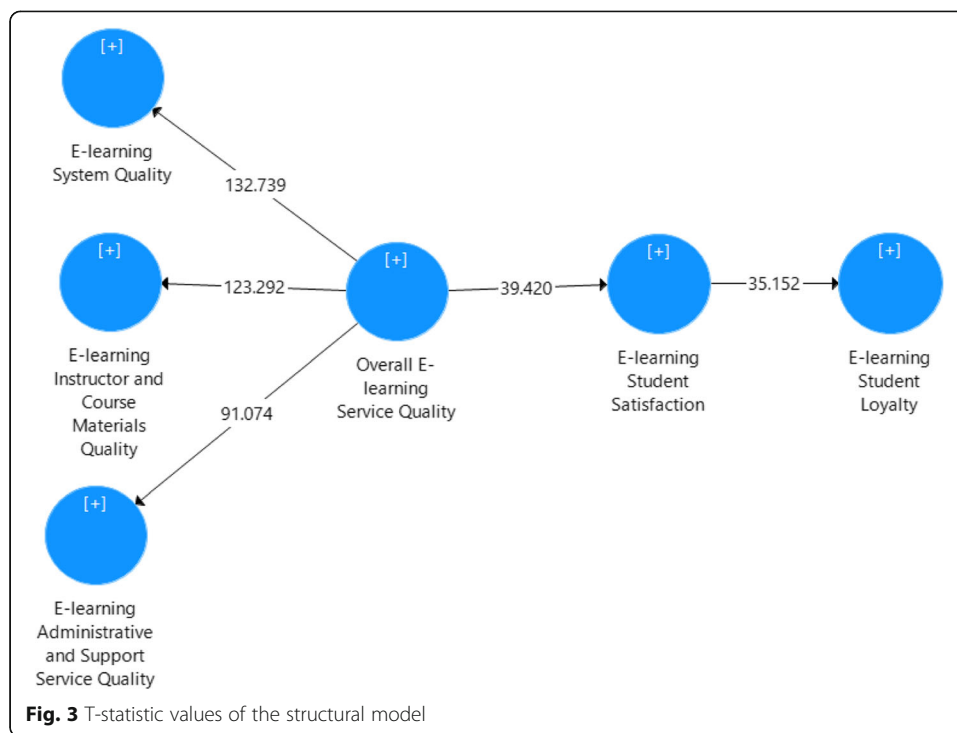 [+]
E-learning
System Quality
132.739
[+]
E-learning
Instructor and
Course
Materials
Quality
123.292
[+]
Overall E-
learning
Service Quality
39.420
[+]
E-learning
Student
Satisfaction
35.152
[+]
E-learning
Student
Loyalty
91.074
[+]
E-learning
Administrative
and Support
Service Quality
Fig. 3 T-statistic values of the structural model